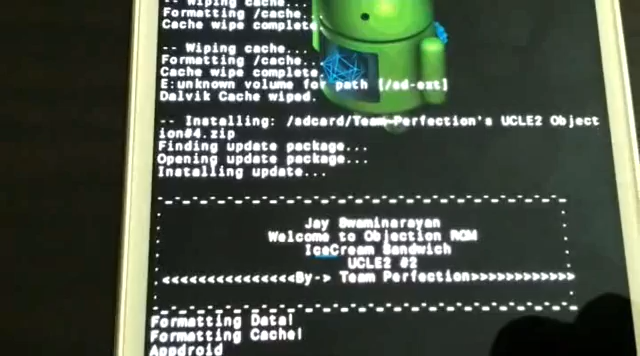 -- Wiping cache...
Formatting /cache...
Cache wipe complete
-- Wiping cache...
Formatting /cache...
Cache wipe complete.
E:unknown volume for path [/sd-ext]
Dalvik Cache wiped.
-- Installing: /sdcard/Team-Perfection's UCLE2 Object
ion#4.zip
Finding update package...
Opening update package...
Installing update...
Jay Swaminarayan
Welcome to Objection ROM
IceCream Sandwich
UCLE2 #2
<<<<<<<<<<<<<<<By-> Team Perfection>>>>>>>>>>>>
Formatting Data!
Formatting Cache!
Appdroid